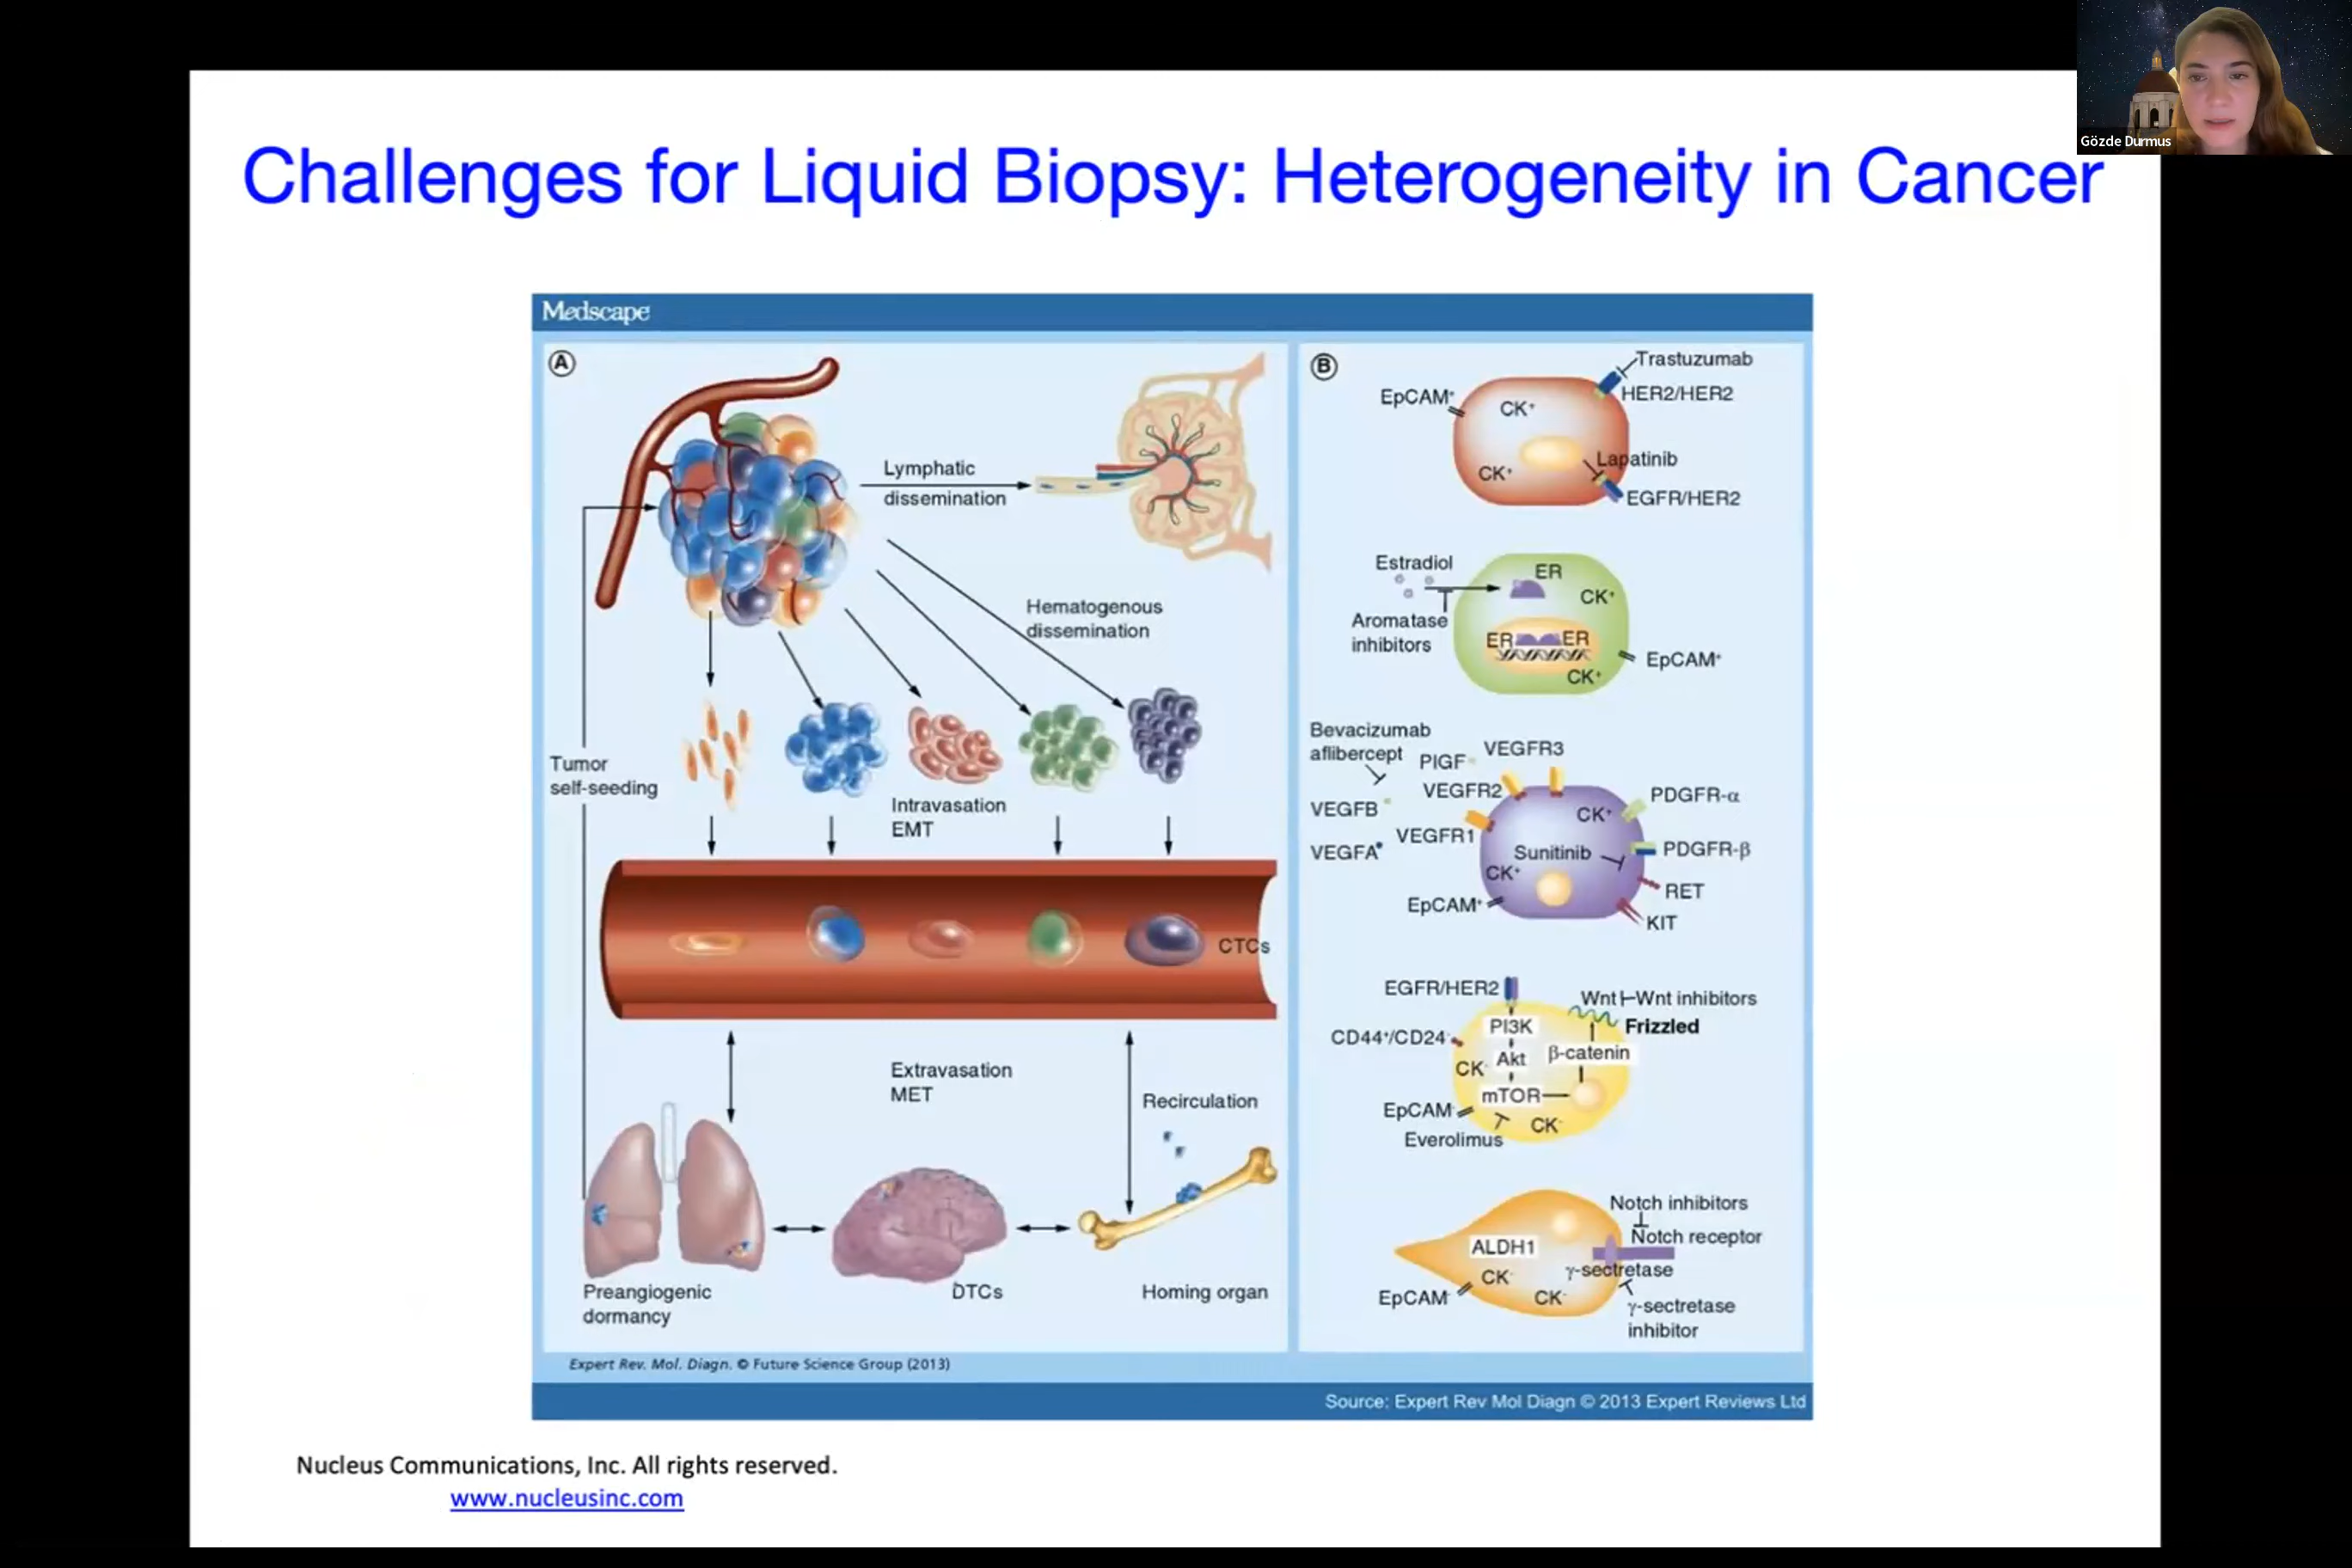 Gözde Durmus
Challenges for Liquid Biopsy: Heterogeneity in Cancer
Medscape
A
Lymphatic
dissemination
Hematogenous
dissemination
Tumor
self-seeding
Intravasation
EMT
CTCs
Extravasation
MET
Recirculation
Preangiogenic
dormancy
DTCs
Homing organ
B
Trastuzumab
EpCAM⁺
CK⁺
HER2/HER2
Lapatinib
CK⁺
EGFR/HER2
Estradiol
ER
CK⁺
Aromatase
inhibitors
ER
ER
EpCAM⁺
CK⁺
Bevacizumab
aflibercept
PIGF
VEGFR3
VEGFR2
PDGFR-α
VEGFB
CK⁺
VEGFR1
VEGFA
Sunitinib
PDGFR-β
CK⁺
RET
EpCAM⁺
KIT
EGFR/HER2
Wnt
Wnt inhibitors
PI3K
Frizzled
CD44⁺/CD24⁻
Akt
β-catenin
CK⁻
mTOR
EpCAM⁻
CK⁻
Everolimus
Notch inhibitors
Notch receptor
ALDH1
γ-sectretase
CK⁻
EpCAM⁻
CK⁻
γ-sectretase
inhibitor
Expert Rev. Mol. Diagn. © Future Science Group (2013)
Source: Expert Rev Mol Diagn © 2013 Expert Reviews Ltd
Nucleus Communications, Inc. All rights reserved.
www.nucleusinc.com